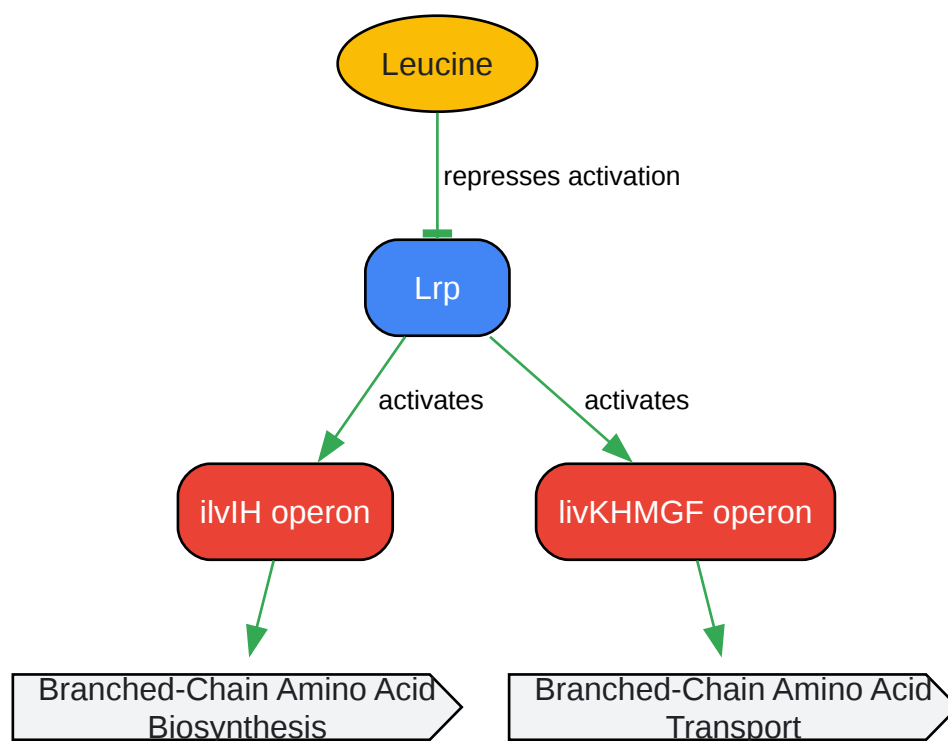 Leucine
represses activation
Lrp
activates
activates
ilvIH operon
livKHMGF operon
Branched-Chain Amino Acid
Biosynthesis
Branched-Chain Amino Acid
Transport